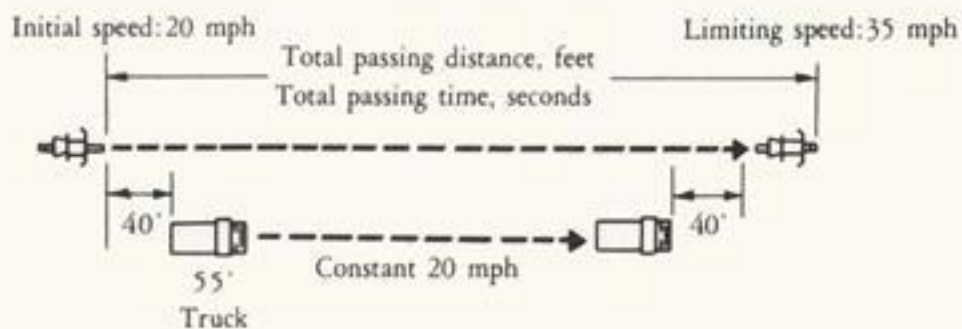 Initial speed: 20 mph
Limiting speed: 35 mph
Total passing distance, feet
Total passing time, seconds
40'
40'
Constant 20 mph
55'
Truck